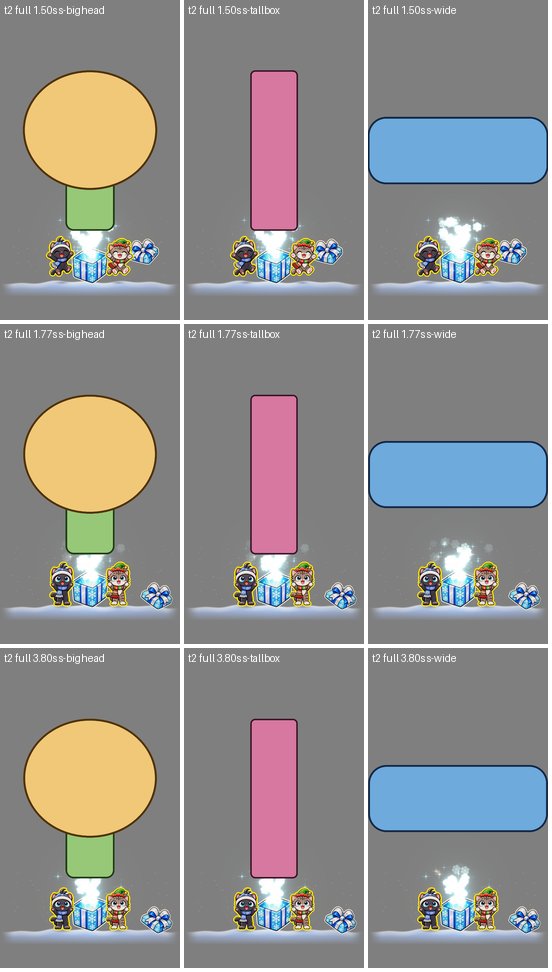 t2 full 1.50ss-bighead
t2 full 1.50ss-tallbox
t2 full 1.50ss-wide
t2 full 1.77ss-bighead
t2 full 1.77ss-tallbox
t2 full 1.77ss-wide
t2 full 3.80ss-bighead
t2 full 3.80ss-tallbox
t2 full 3.80ss-wide